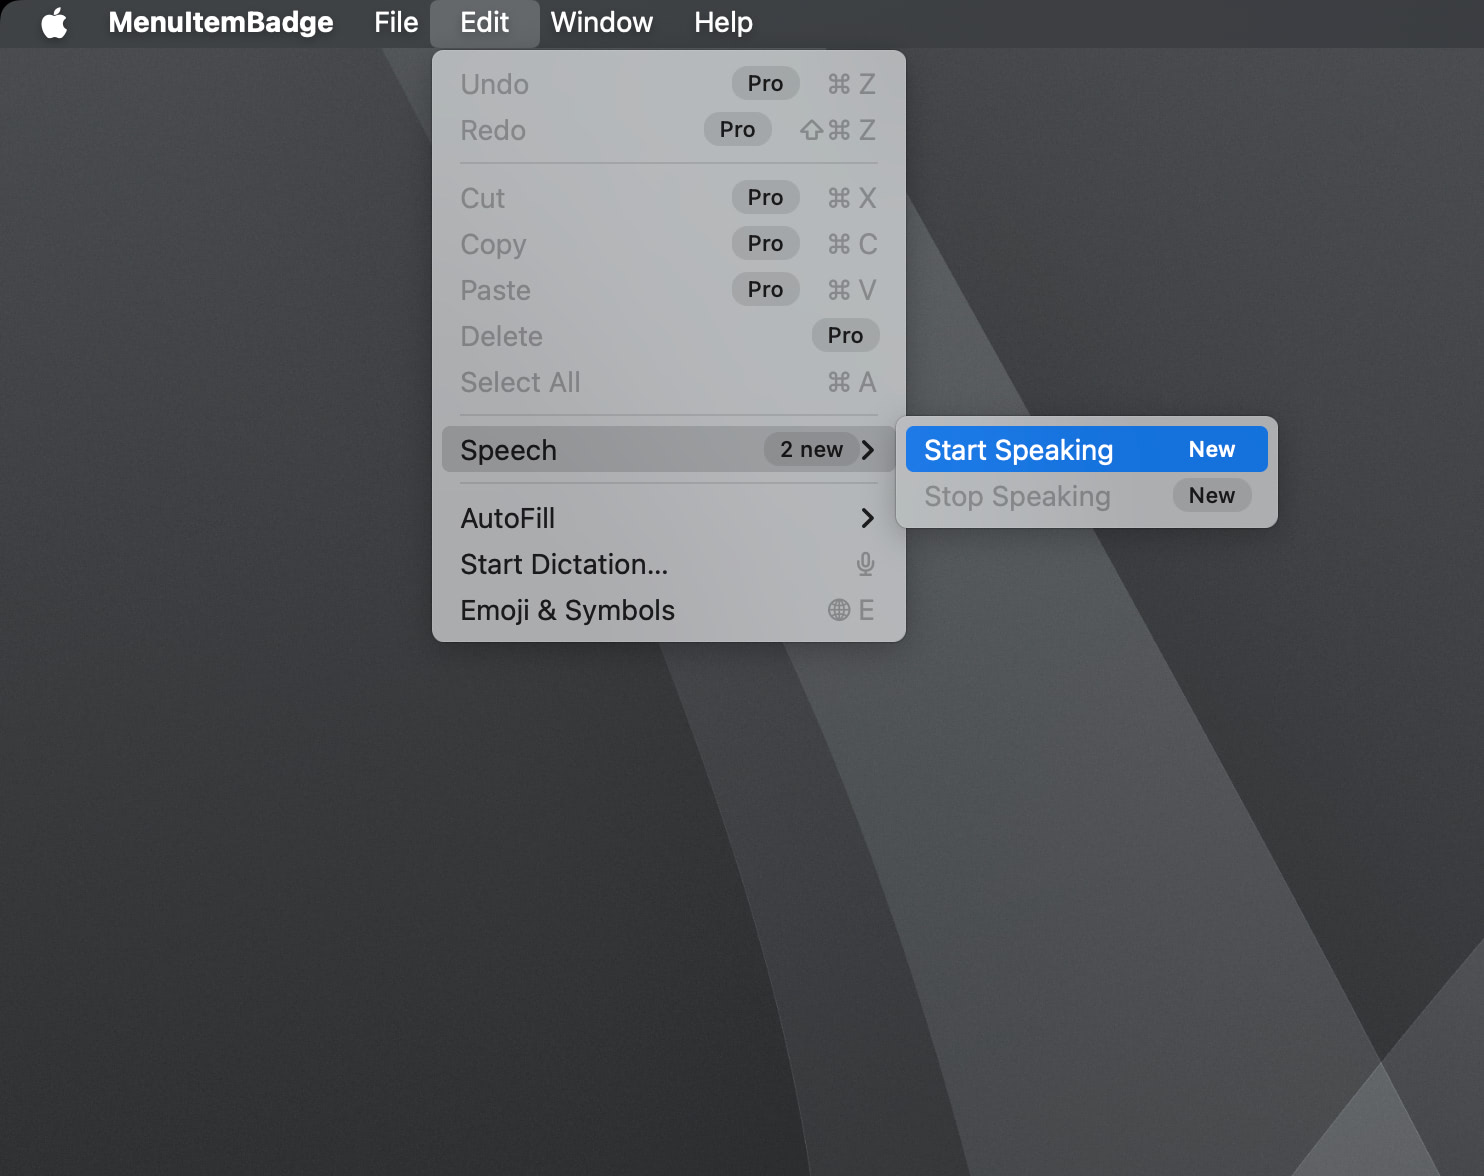 MenuItemBadge File Edit Window Help
Undo Pro ⌘ Z
Redo Pro ⇧⌘ Z
Cut Pro ⌘ X
Copy Pro ⌘ C
Paste Pro ⌘ V
Delete Pro
Select All ⌘ A
Speech 2 new
Start Speaking New
Stop Speaking New
AutoFill
Start Dictation...
Emoji & Symbols E